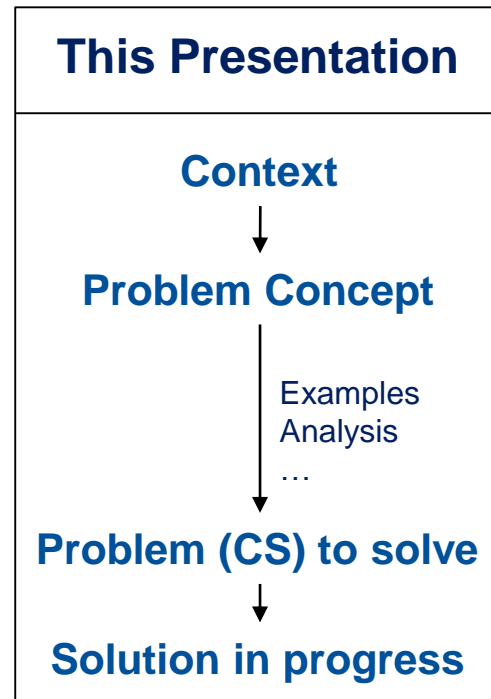 This Presentation
Context
Problem Concept
Examples
Analysis
…
Problem (CS) to solve
Solution in progress